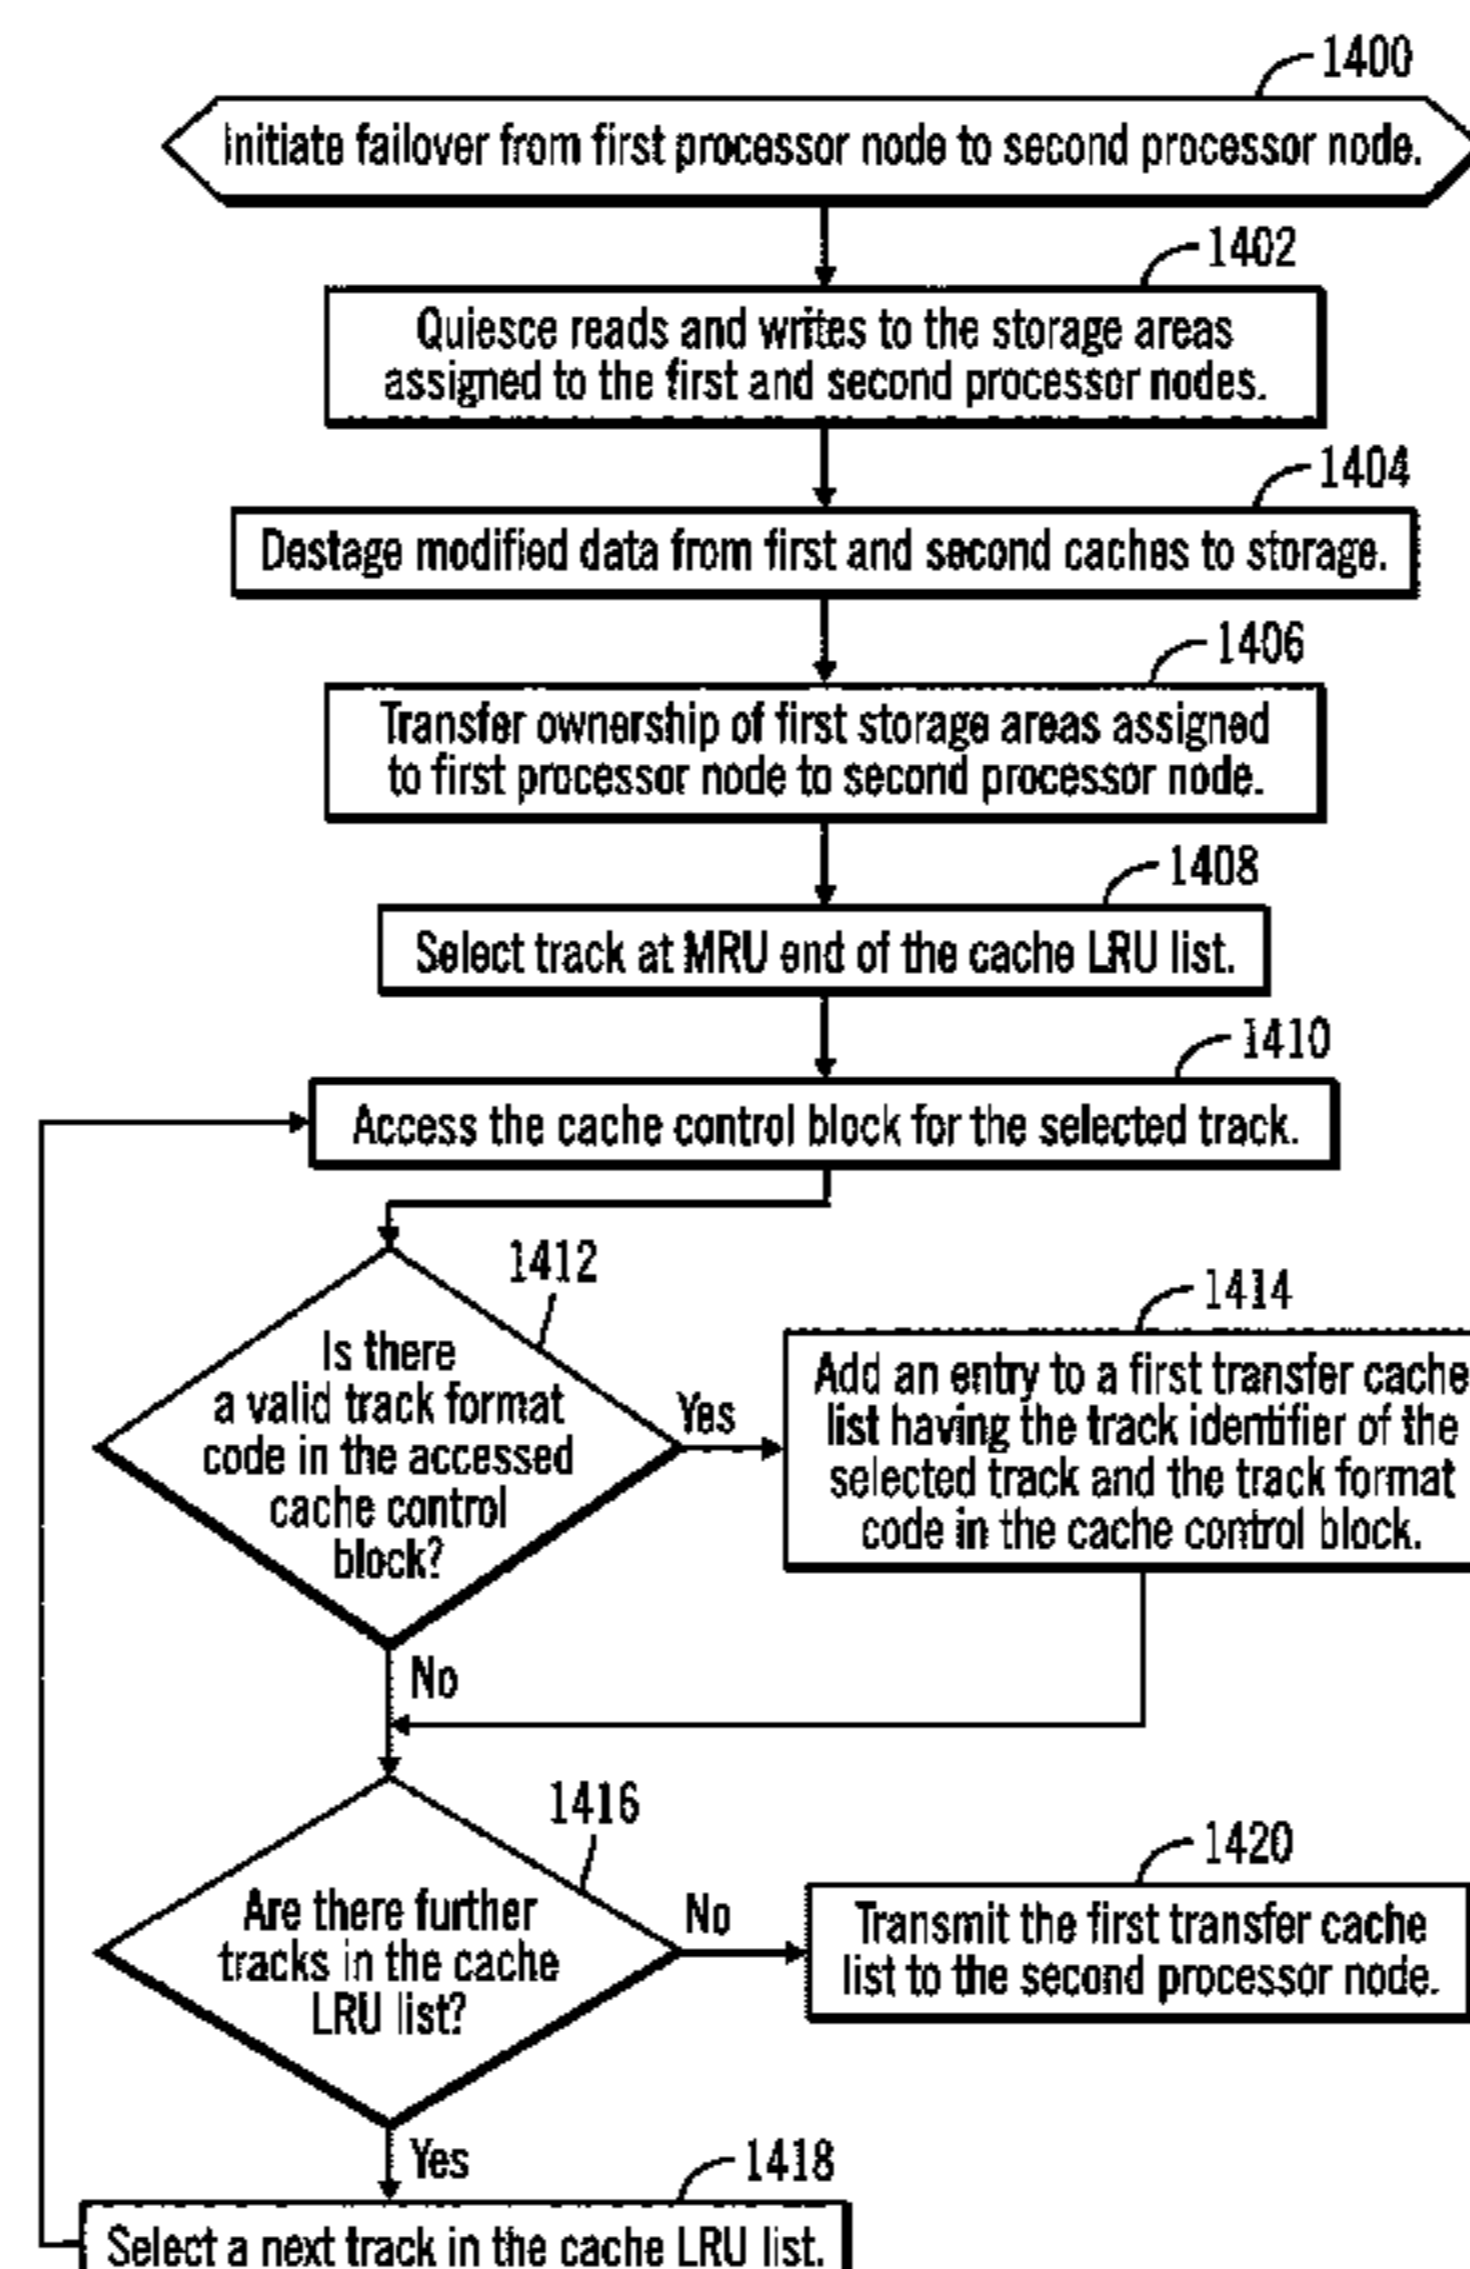 1400
Initiate failover from first processor node to second processor node.
1402
Quiesce reads and writes to the storage areas
assigned to the first and second processor nodes.
1404
Destage modified data from first and second caches to storage.
1406
Transfer ownership of first storage areas assigned
to first processor node to second processor node.
1408
Select track at MRU end of the cache LRU list.
1410
Access the cache control block for the selected track.
1412
Is there
a valid track format
code in the accessed
cache control
block?
Yes
1414
Add an entry to a first transfer cache
list having the track identifier of the
selected track and the track format
code in the cache control block.
No
1416
Are there further
tracks in the cache
LRU list?
No
1420
Transmit the first transfer cache
list to the second processor node.
Yes
1418
Select a next track in the cache LRU list.